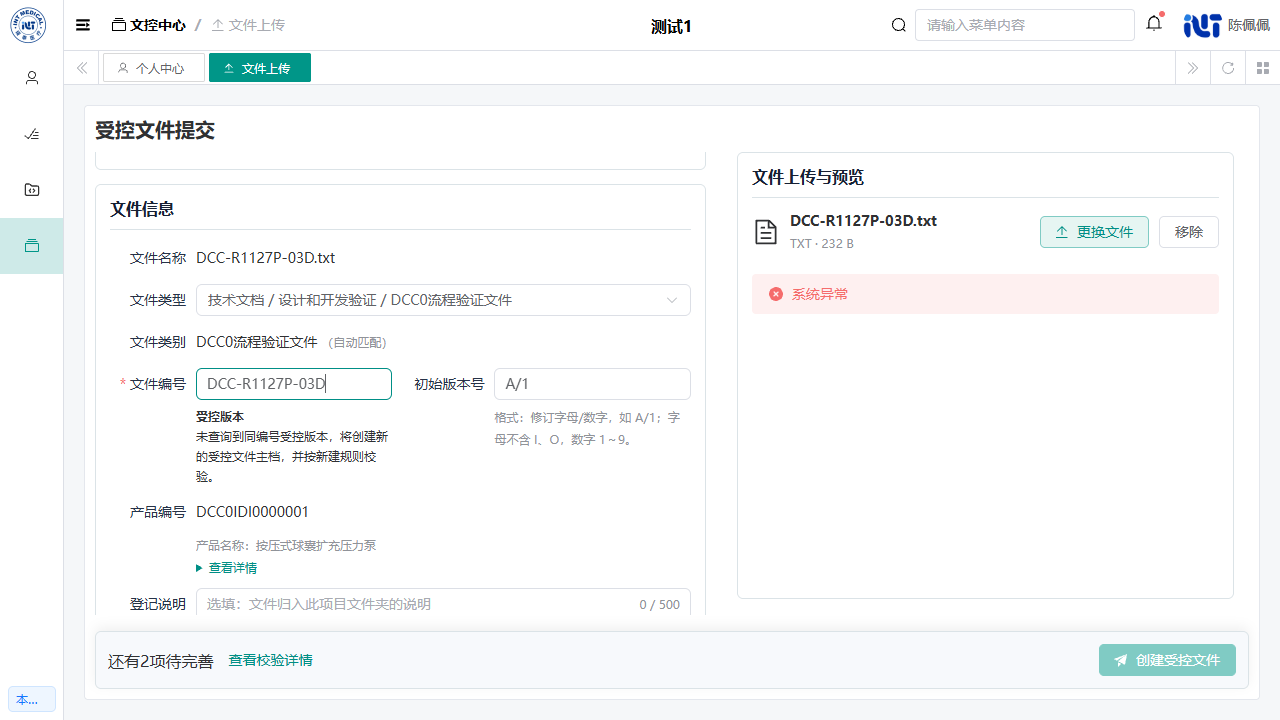 文控中心 / 文件上传
测试1
请输入菜单内容
陈佩佩
个人中心
文件上传
受控文件提交
文件信息
文件名称 DCC-R1127P-03D.txt
文件类型 技术文档 / 设计和开发验证 / DCC0流程验证文件
文件类别 DCC0流程验证文件 (自动匹配)
* 文件编号 DCC-R1127P-03D
初始版本号 A/1
受控版本
未查询到同编号受控版本，将创建新
的受控文件主档，并按新建规则校
验。
格式：修订字母/数字，如 A/1；字
母不含 I、O，数字 1～9。
产品编号 DCC0IDI0000001
产品名称：按压式球囊扩充压力泵
查看详情
登记说明 选填：文件归入此项目文件夹的说明 0 / 500
文件上传与预览
DCC-R1127P-03D.txt
TXT · 232 B
更换文件
移除
系统异常
还有2项待完善 查看校验详情
创建受控文件
本...